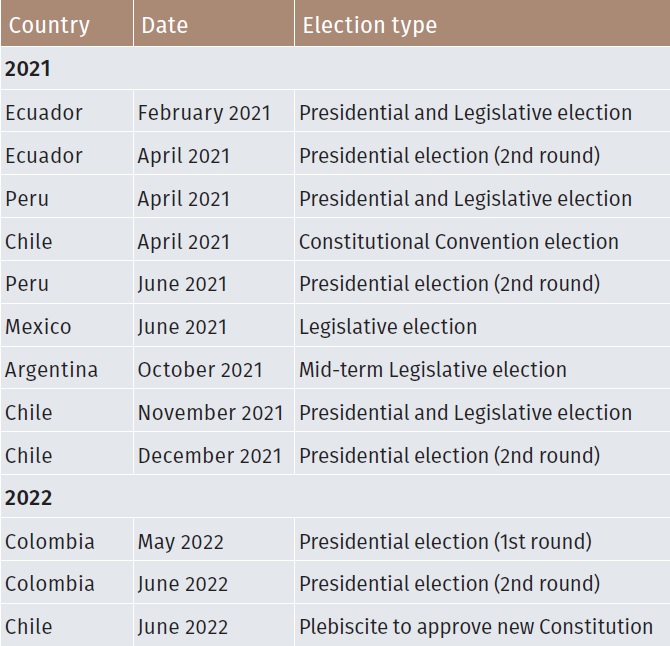 Country Date Election type
2021
Ecuador February 2021 Presidential and Legislative election
Ecuador April 2021 Presidential election (2nd round)
Peru April 2021 Presidential and Legislative election
Chile April 2021 Constitutional Convention election
Peru June 2021 Presidential election (2nd round)
Mexico June 2021 Legislative election
Argentina October 2021 Mid-term Legislative election
Chile November 2021 Presidential and Legislative election
Chile December 2021 Presidential election (2nd round)
2022
Colombia May 2022 Presidential election (1st round)
Colombia June 2022 Presidential election (2nd round)
Chile June 2022 Plebiscite to approve new Constitution